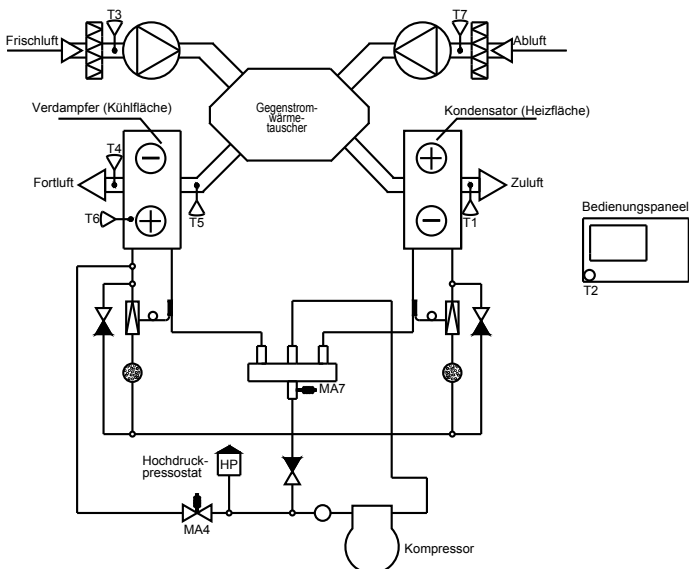 T3
T7
Frischluft
Abluft
Verdampfer (Kühlfläche)
Gegenstrom-
wärme-
tauscher
Kondensator (Heizfläche)
T4
Fortluft
Zuluft
T6
T5
T1
Bedienungspaneel
T2
MA7
Hochdruck-
pressostat
HP
MA4
Kompressor